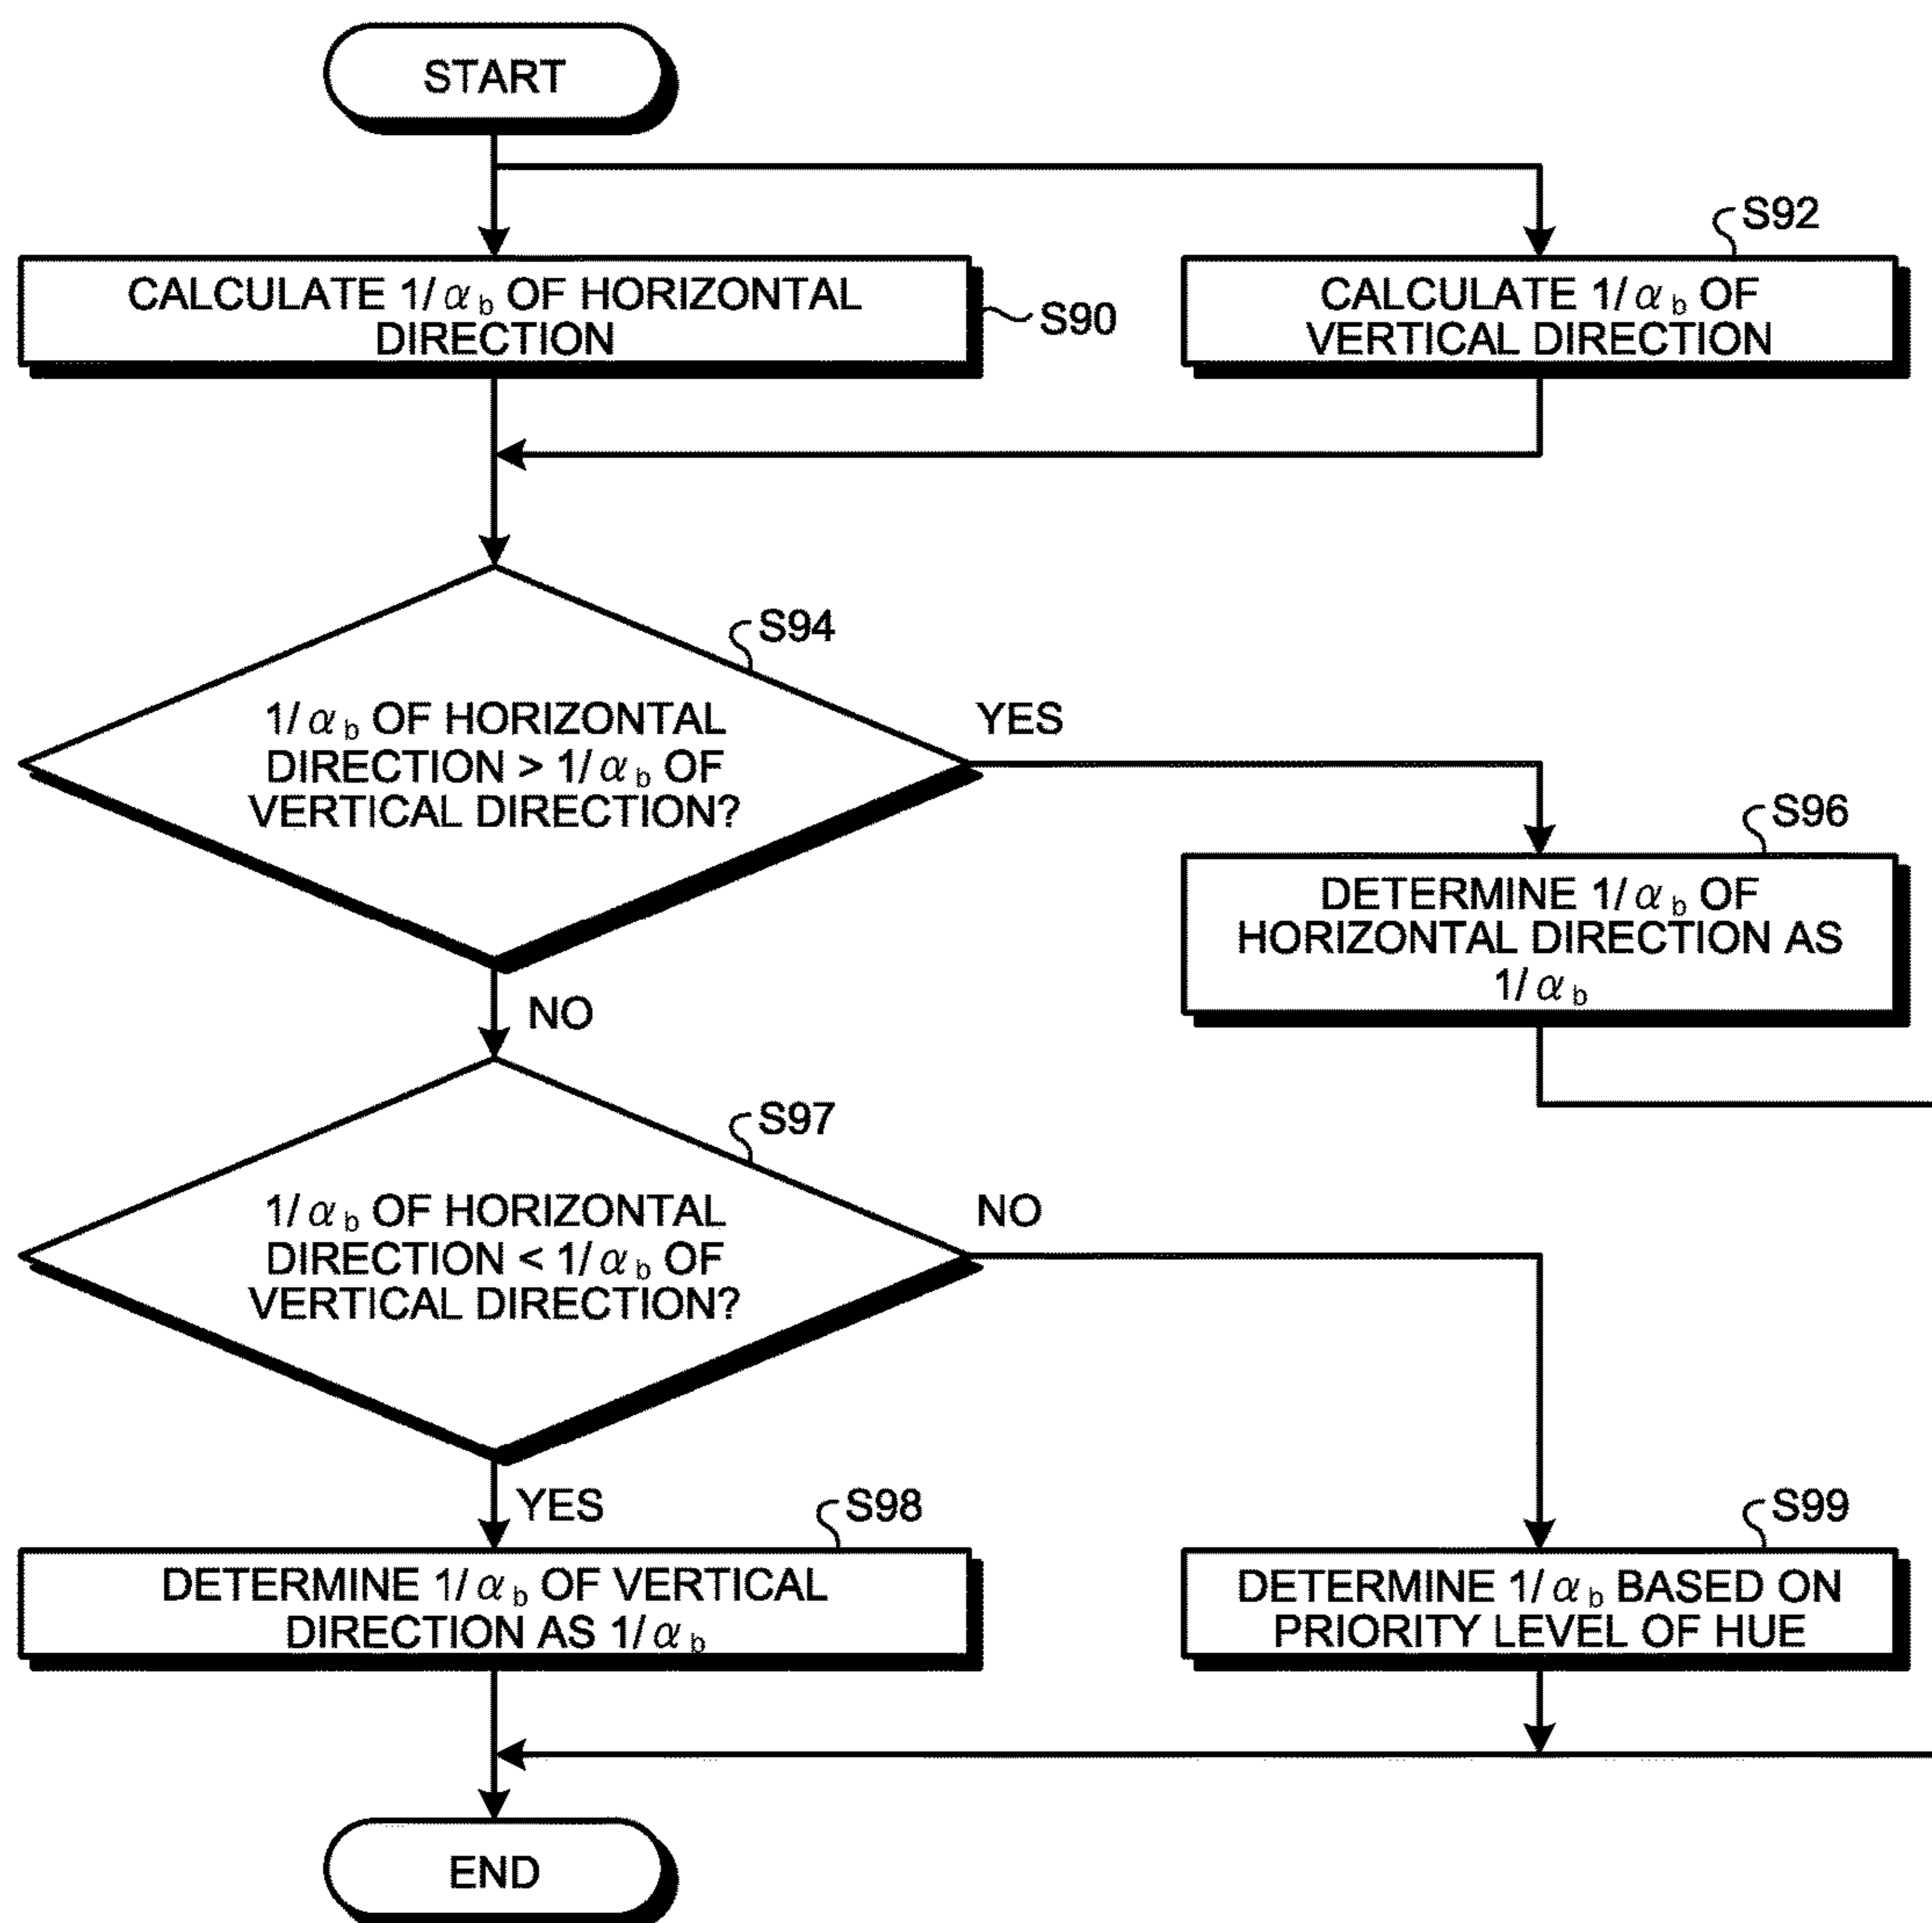 START
S92
CALCULATE 1/αb OF HORIZONTAL
DIRECTION
S90
CALCULATE 1/αb OF
VERTICAL DIRECTION
S94
1/αb OF HORIZONTAL
DIRECTION > 1/αb OF
VERTICAL DIRECTION?
YES
S96
DETERMINE 1/αb OF
HORIZONTAL DIRECTION AS
1/αb
NO
S97
1/αb OF HORIZONTAL
DIRECTION < 1/αb OF
VERTICAL DIRECTION?
NO
YES
S98
S99
DETERMINE 1/αb OF VERTICAL
DIRECTION AS 1/αb
DETERMINE 1/αb BASED ON
PRIORITY LEVEL OF HUE
END